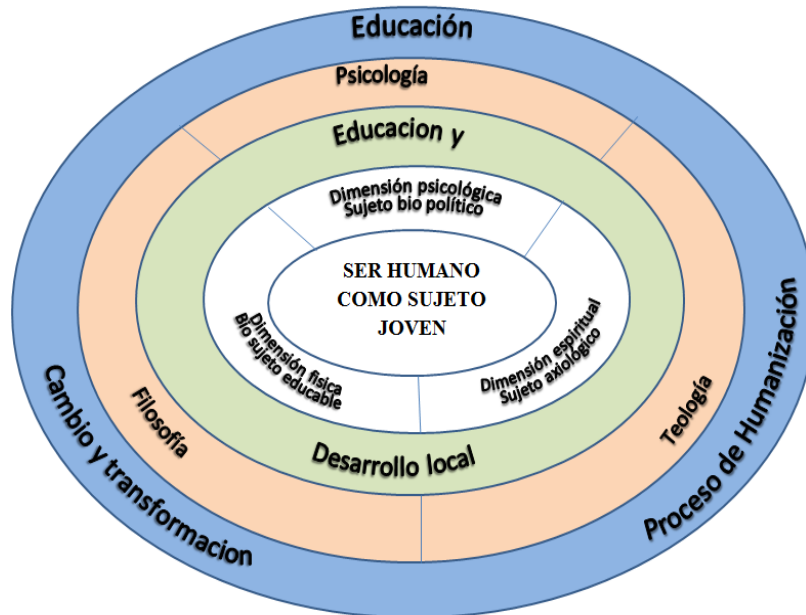 Educación
Psicología
Educacion y
Dimensión psicológica
Sujeto bio político
SER HUMANO
COMO SUJETO
JOVEN
Dimensión fisica
Bio sujeto educable
Dimensión espiritual
Sujeto axiológico
Filosofía
Teología
Desarrollo local
Cambio y transformacion
Proceso de Humanización